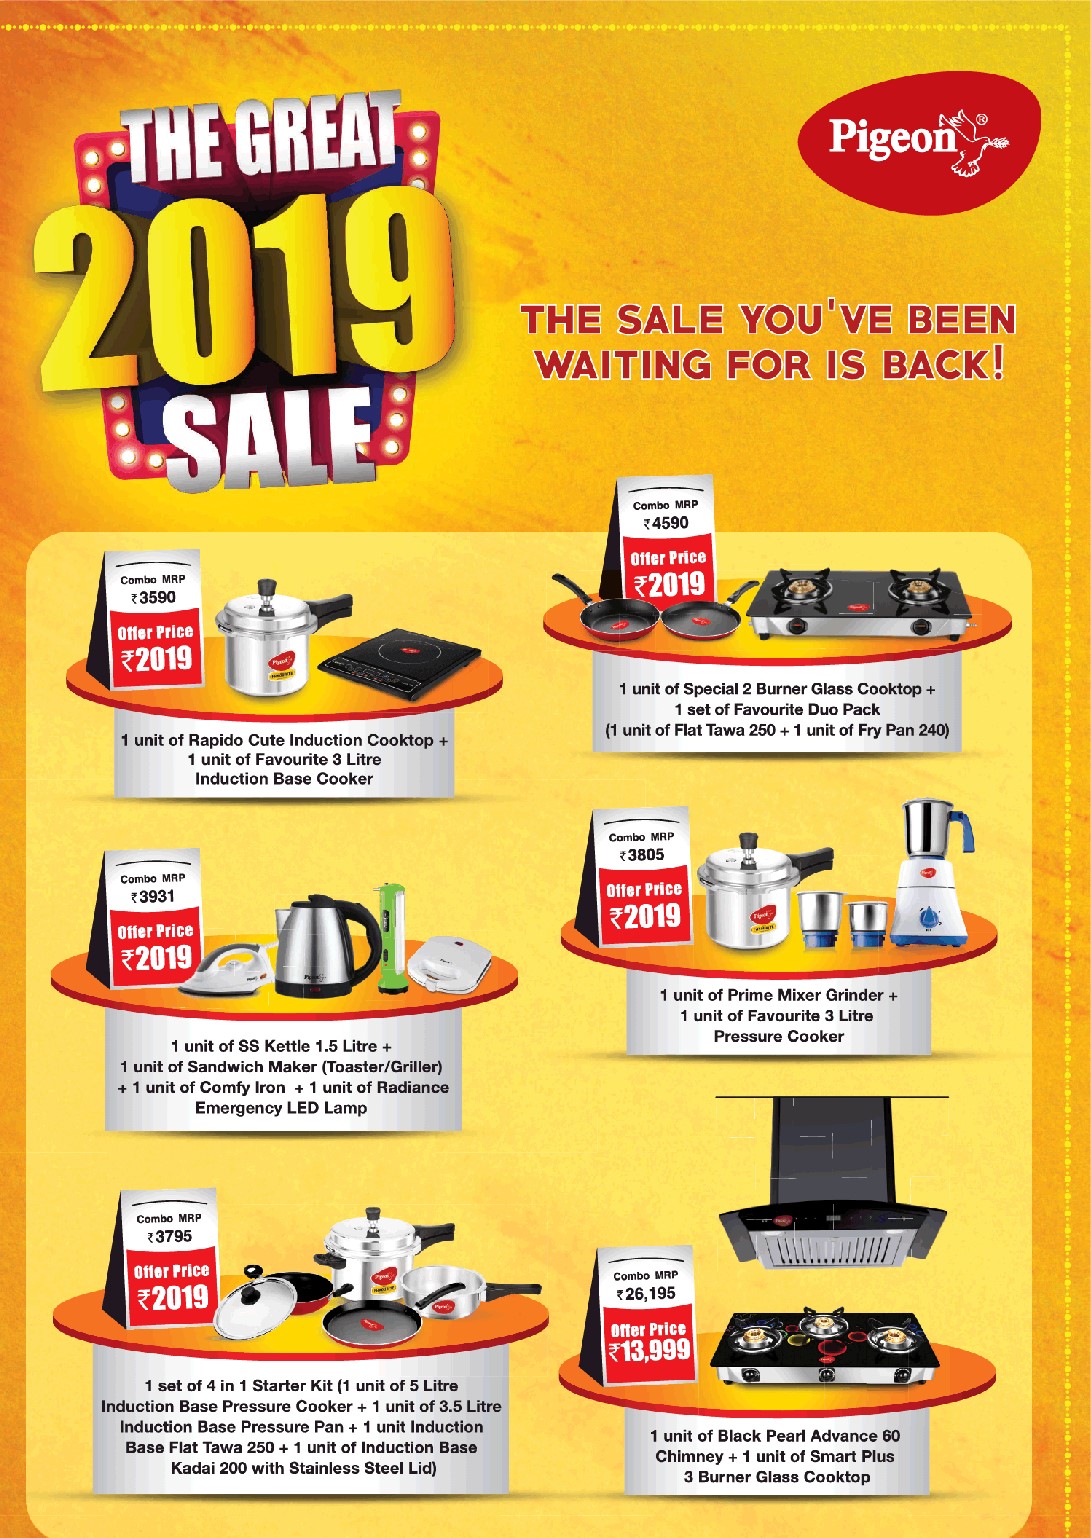 THE GREAT
2019
SALE
Pigeon®
THE SALE YOU'VE BEEN
WAITING FOR IS BACK!
Combo MRP
₹3590
Offer Price
₹2019
1 unit of Rapido Cute Induction Cooktop +
1 unit of Favourite 3 Litre
Induction Base Cooker
Combo MRP
₹4590
Offer Price
₹2019
1 unit of Special 2 Burner Glass Cooktop +
1 set of Favourite Duo Pack
(1 unit of Flat Tawa 250 + 1 unit of Fry Pan 240)
Combo MRP
₹3931
Offer Price
₹2019
1 unit of SS Kettle 1.5 Litre +
1 unit of Sandwich Maker (Toaster/Griller)
+ 1 unit of Comfy Iron + 1 unit of Radiance
Emergency LED Lamp
Combo MRP
₹3805
Offer Price
₹2019
1 unit of Prime Mixer Grinder +
1 unit of Favourite 3 Litre
Pressure Cooker
Combo MRP
₹3795
Offer Price
₹2019
1 set of 4 in 1 Starter Kit (1 unit of 5 Litre
Induction Base Pressure Cooker + 1 unit of 3.5 Litre
Induction Base Pressure Pan + 1 unit Induction
Base Flat Tawa 250 + 1 unit of Induction Base
Kadai 200 with Stainless Steel Lid)
Combo MRP
₹26,195
Offer Price
₹13,999
1 unit of Black Pearl Advance 60
Chimney + 1 unit of Smart Plus
3 Burner Glass Cooktop